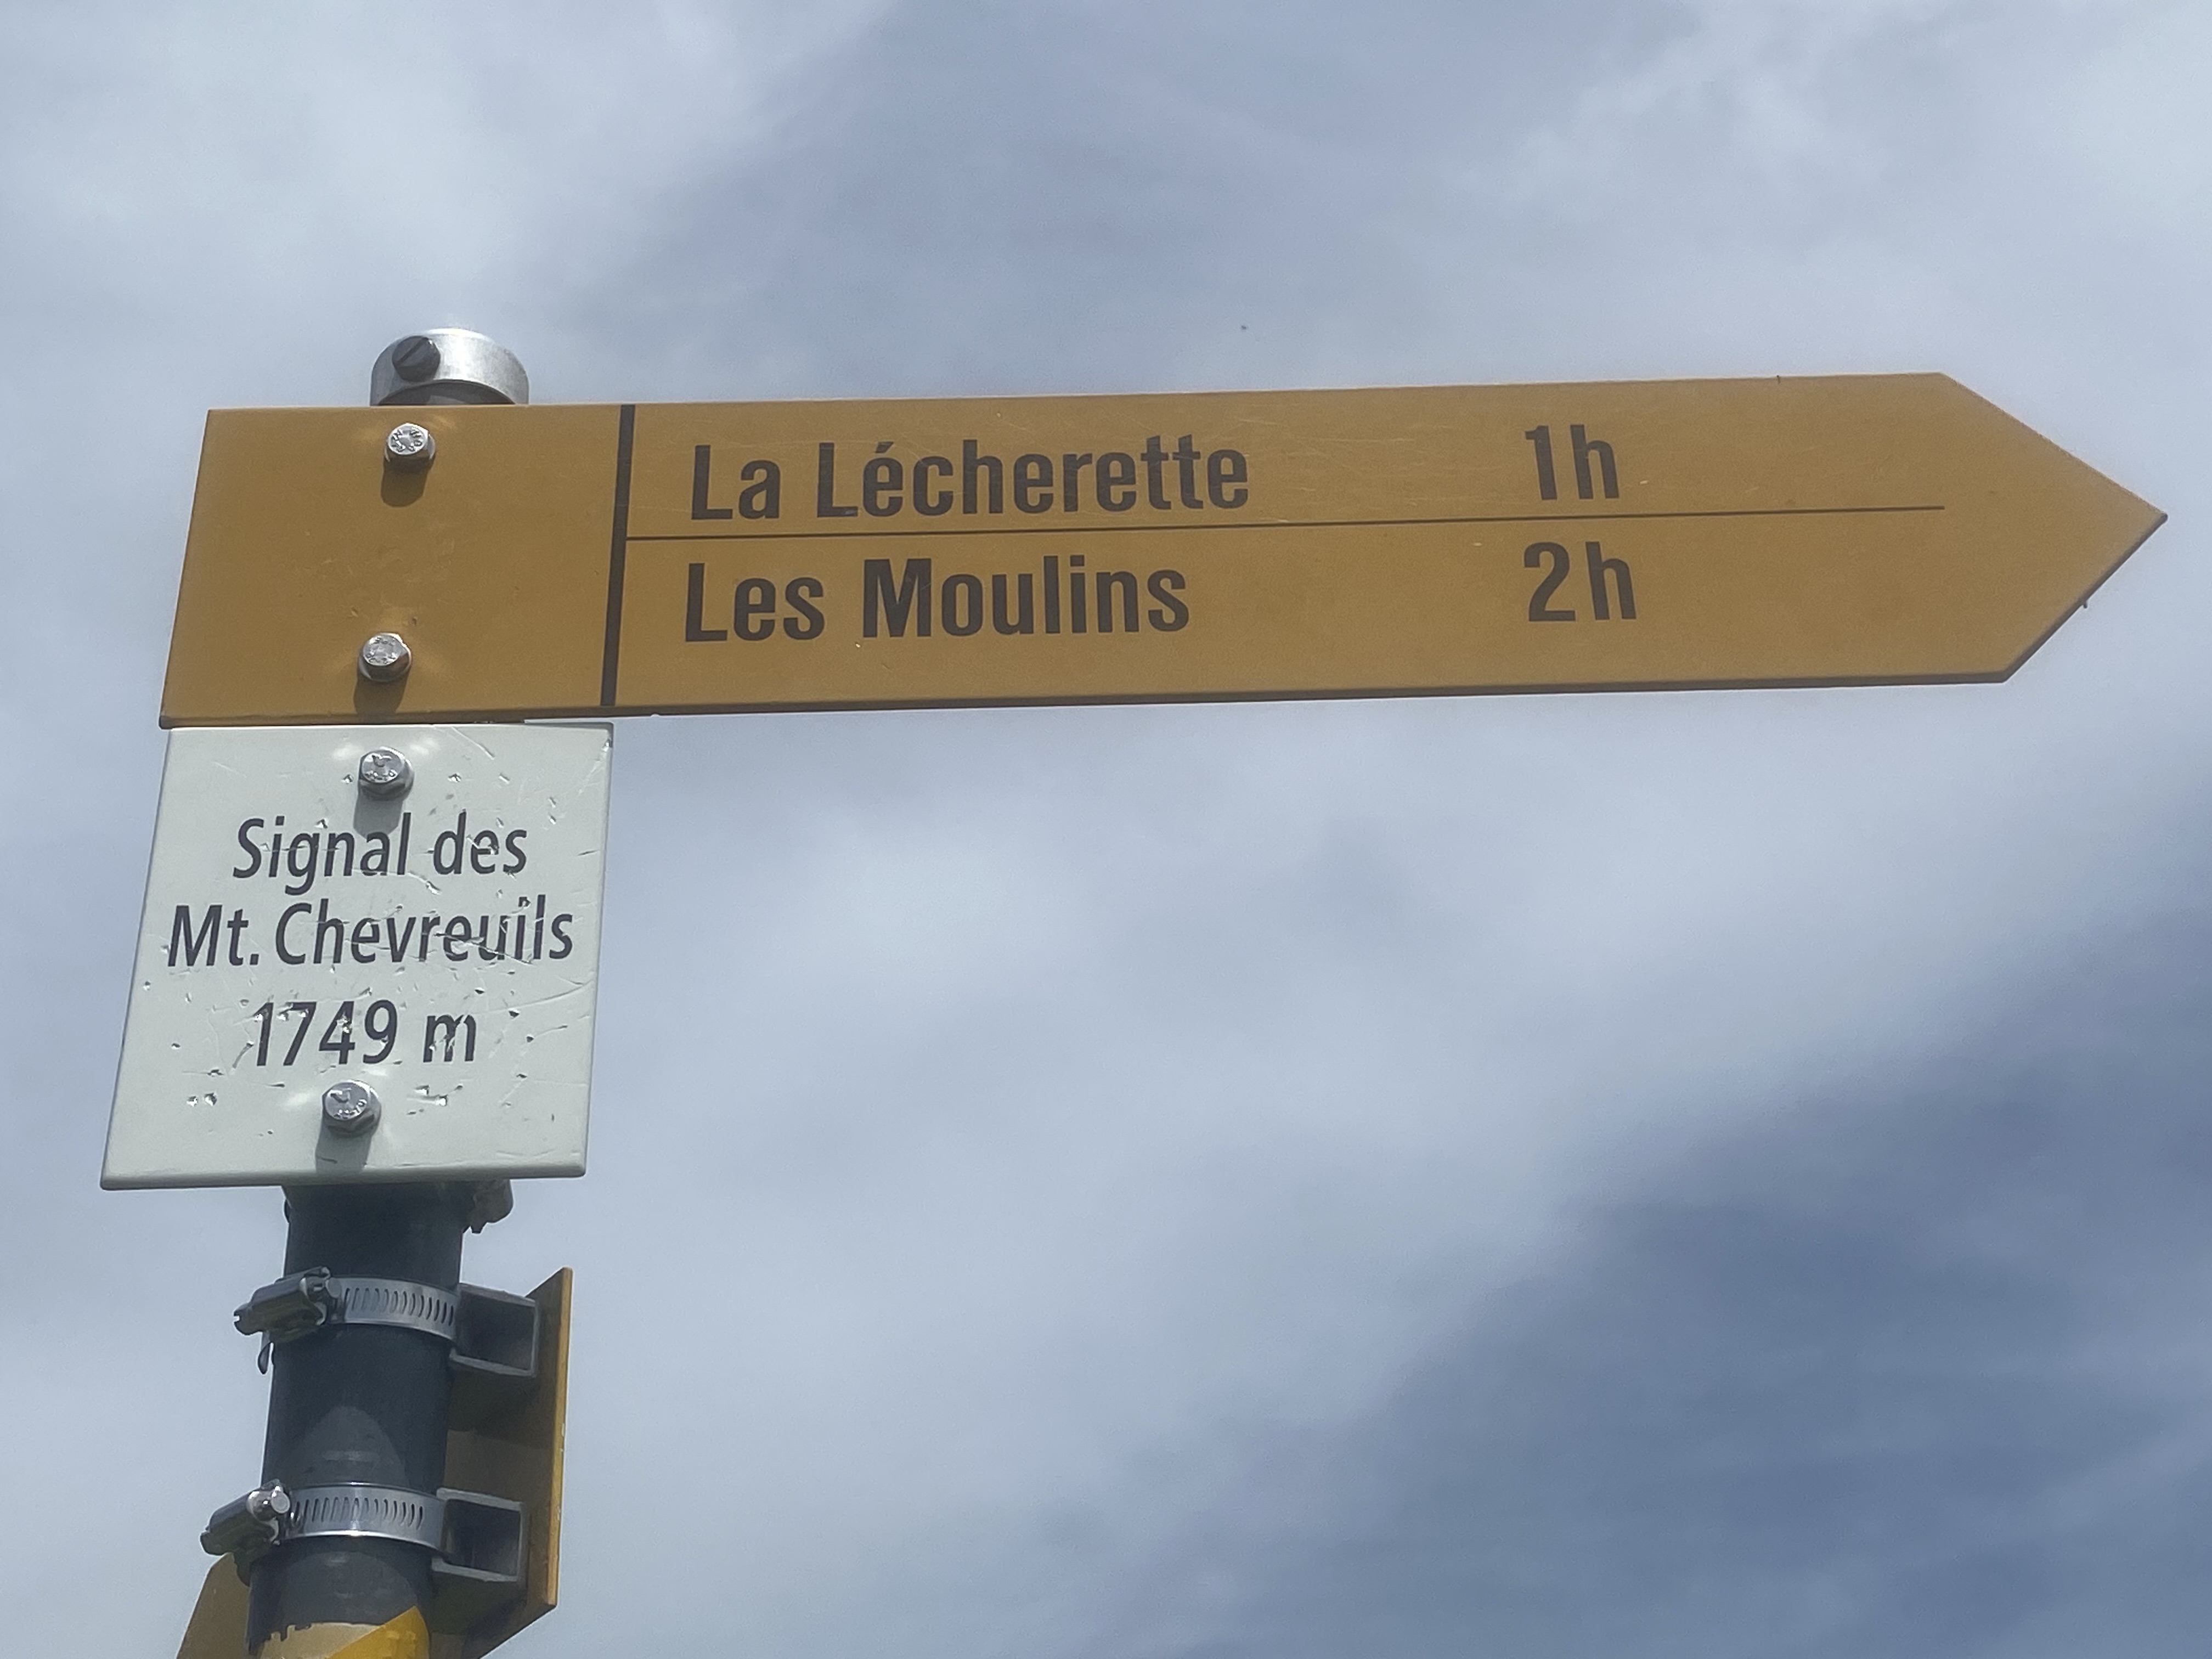 La Lécherette 1h
Les Moulins 2h
Signal des
Mt. Chevreuils
1749 m